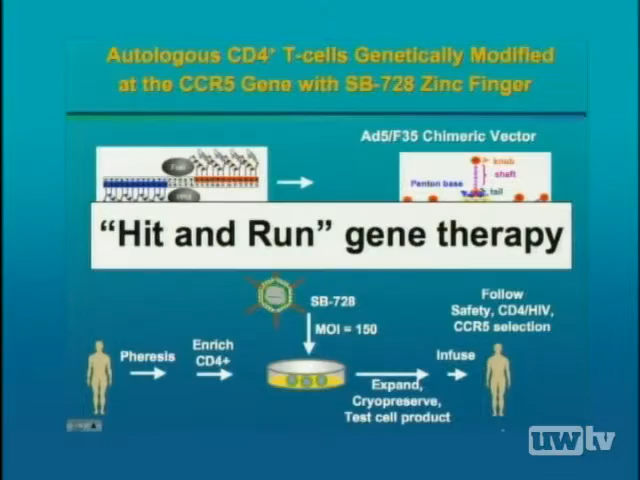 Autologous CD4+ T-cells Genetically Modified
at the CCR5 Gene with SB-728 Zinc Finger
Ad5/F35 Chimeric Vector
knob
shaft
Penton base
tail
"Hit and Run" gene therapy
SB-728
MOI = 150
Follow
Safety, CD4/HIV,
CCR5 selection
Pheresis
Enrich
CD4+
Infuse
Expand,
Cryopreserve,
Test cell product
uwtv